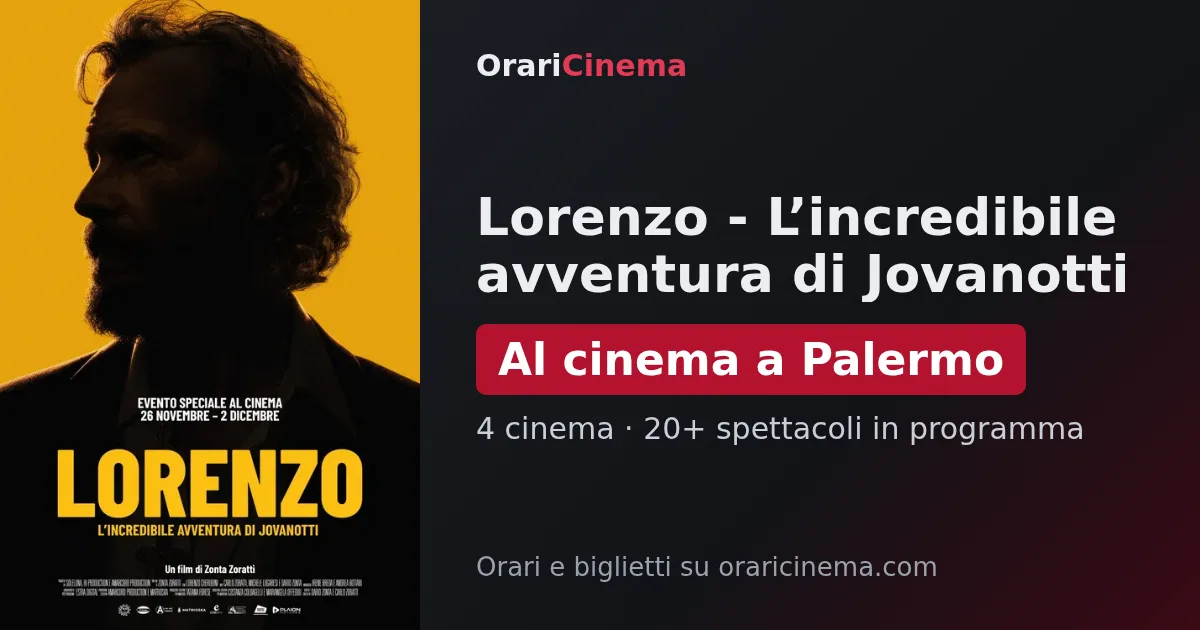 EVENTO SPECIALE AL CINEMA
26 NOVEMBRE – 2 DICEMBRE
LORENZO
L'INCREDIBILE AVVENTURA DI JOVANOTTI
Un film di Zonta Zoratti
OrariCinema
Lorenzo - L’incredibile
avventura di Jovanotti
Al cinema a Palermo
4 cinema · 20+ spettacoli in programma
Orari e biglietti su oraricinema.com